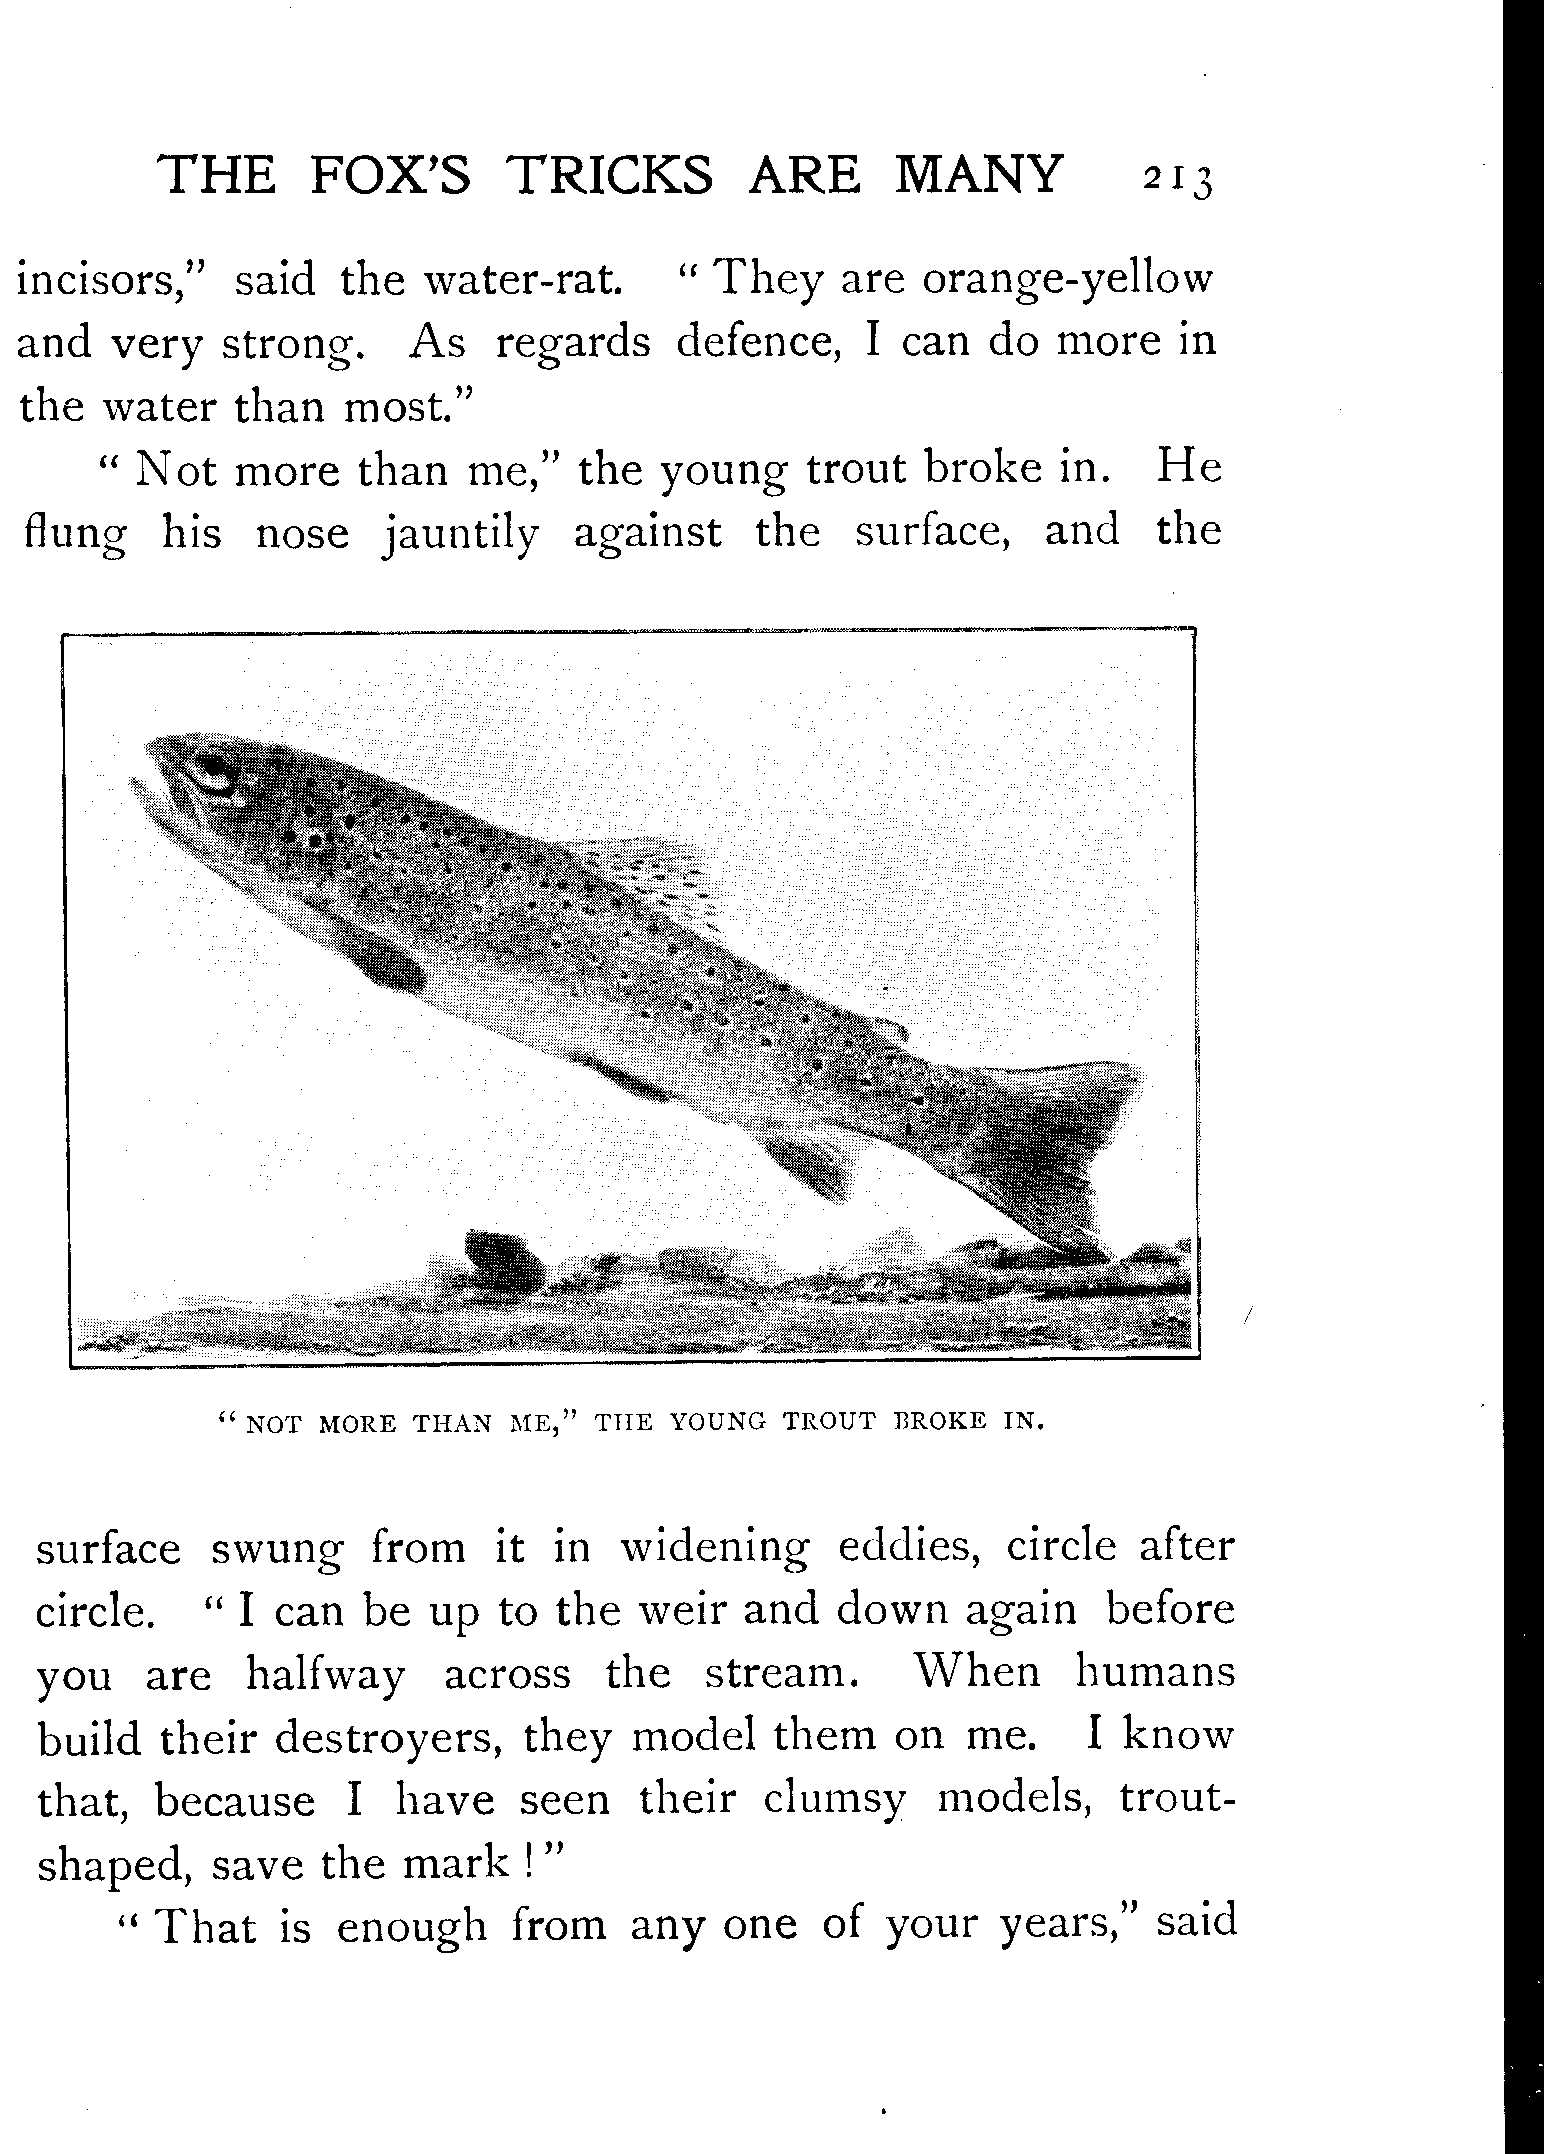 THE FOX'S TRICKS ARE MANY 213
incisors," said the water-rat. "They are orange-yellow
and very strong. As regards defence, I can do more in
the water than most."
"Not more than me," the young trout broke in. He
flung his nose jauntily against the surface, and the
"NOT MORE THAN ME," THE YOUNG TROUT BROKE IN.
surface swung from it in widening eddies, circle after
circle. "I can be up to the weir and down again before
you are halfway across the stream. When humans
build their destroyers, they model them on me. I know
that, because I have seen their clumsy models, trout-
shaped, save the mark!"
"That is enough from any one of your years," said